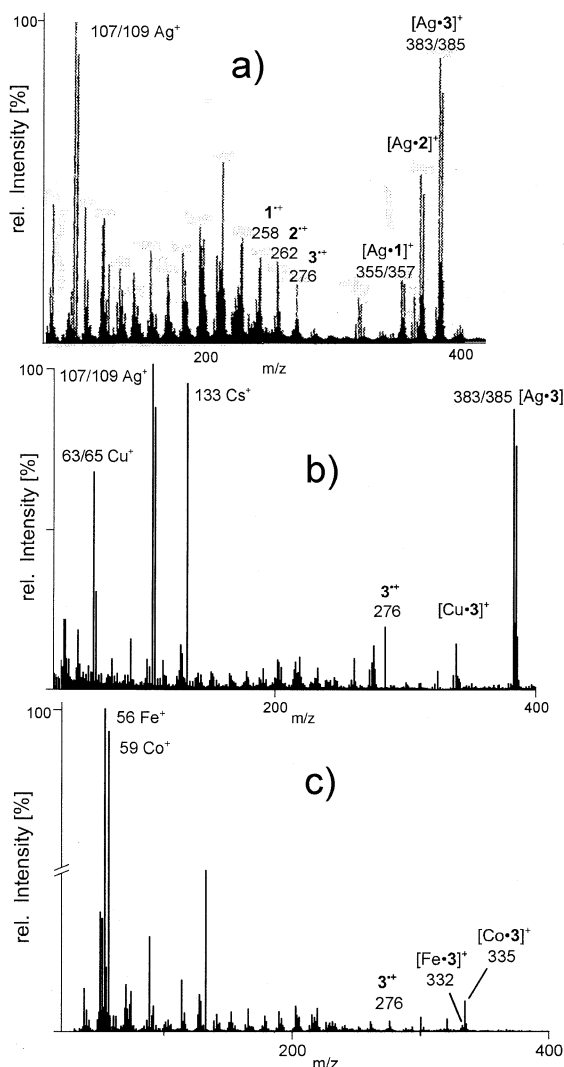 100
107/109 Ag⁺
[Ag•3]⁺
383/385
a)
[Ag•2]⁺
rel. Intensity [%]
1•⁺
258
2•⁺
262
3•⁺
276
[Ag•1]⁺
355/357
200
400
m/z
100
107/109 Ag⁺
133 Cs⁺
383/385 [Ag•3]
63/65 Cu⁺
b)
rel. Intensity [%]
3•⁺
276
[Cu•3]⁺
200
400
m/z
100
56 Fe⁺
59 Co⁺
c)
rel. Intensity [%]
[Co•3]⁺
335
[Fe•3]⁺
332
3•⁺
276
200
400
m/z